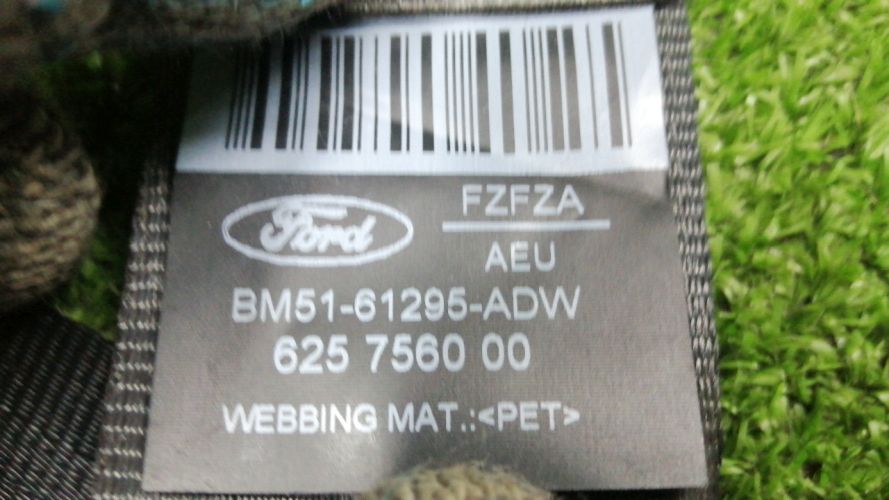 Ford
FZFZA
AEU
BM51-61295-ADW
625 7560 00
WEBBING MAT.:<PET>